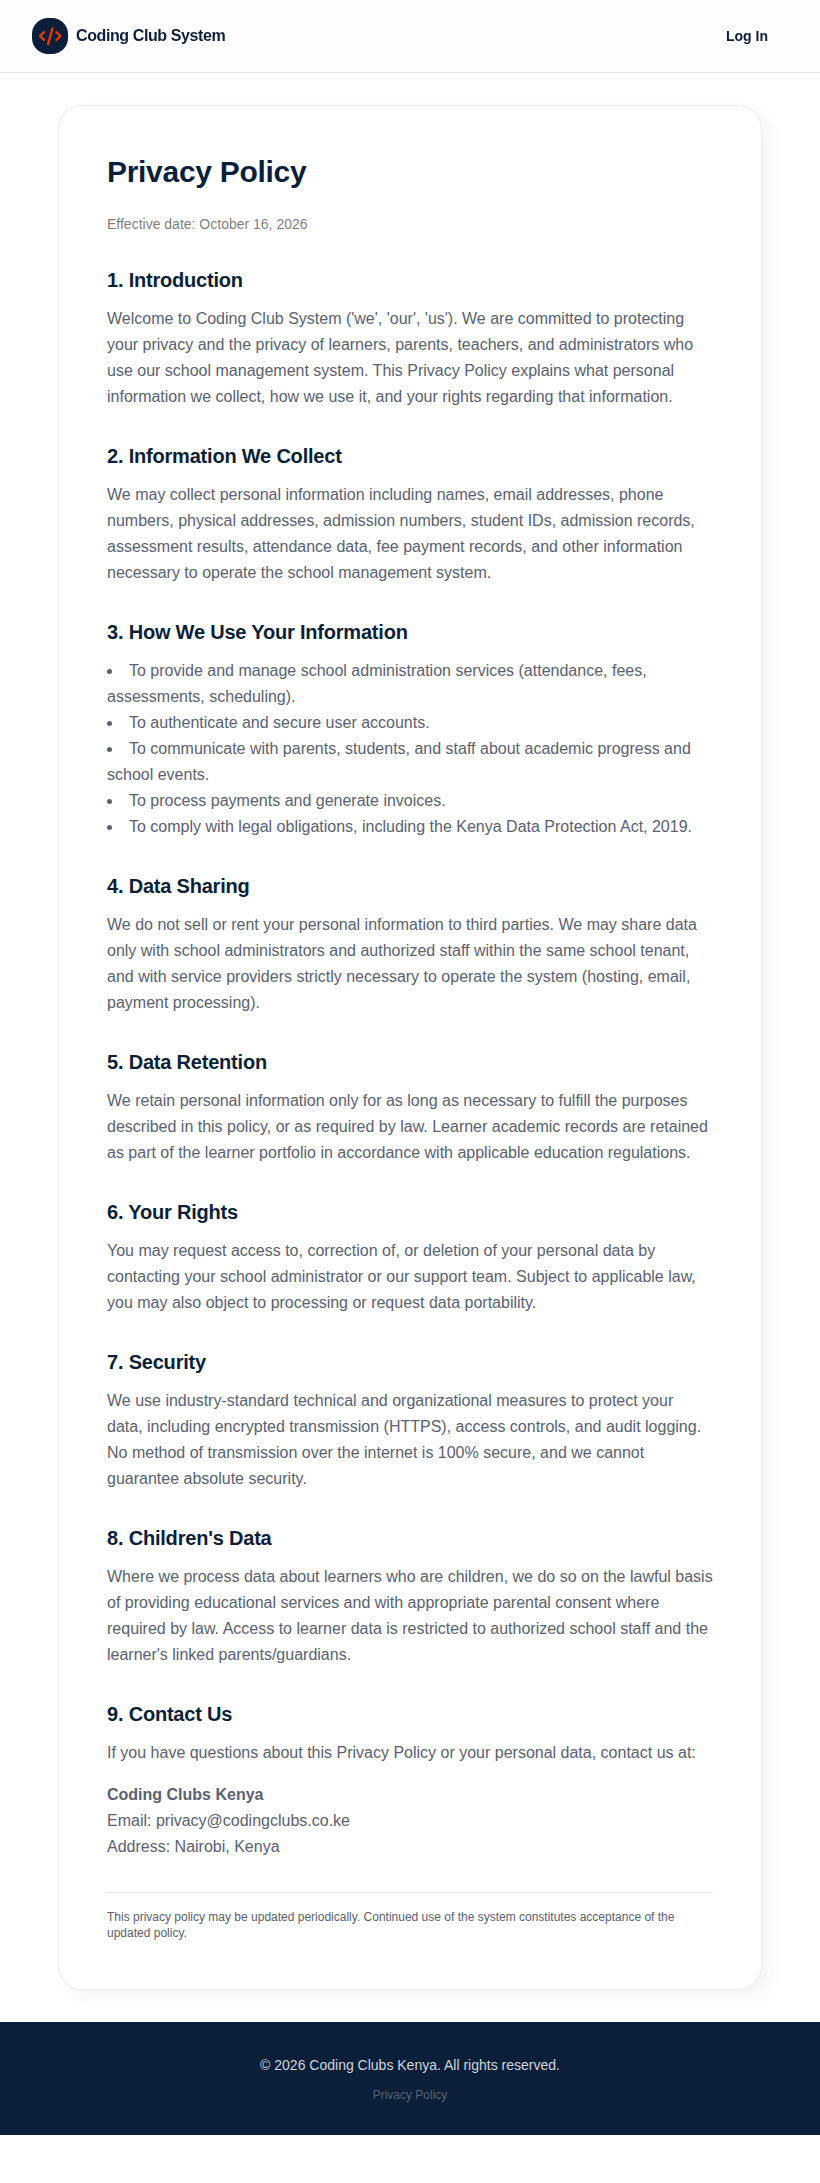 Coding Club System
Log In
Privacy Policy
Effective date: October 16, 2026
1. Introduction
Welcome to Coding Club System ('we', 'our', 'us'). We are committed to protecting
your privacy and the privacy of learners, parents, teachers, and administrators who
use our school management system. This Privacy Policy explains what personal
information we collect, how we use it, and your rights regarding that information.
2. Information We Collect
We may collect personal information including names, email addresses, phone
numbers, physical addresses, admission numbers, student IDs, admission records,
assessment results, attendance data, fee payment records, and other information
necessary to operate the school management system.
3. How We Use Your Information
• To provide and manage school administration services (attendance, fees,
assessments, scheduling).
• To authenticate and secure user accounts.
• To communicate with parents, students, and staff about academic progress and
school events.
• To process payments and generate invoices.
• To comply with legal obligations, including the Kenya Data Protection Act, 2019.
4. Data Sharing
We do not sell or rent your personal information to third parties. We may share data
only with school administrators and authorized staff within the same school tenant,
and with service providers strictly necessary to operate the system (hosting, email,
payment processing).
5. Data Retention
We retain personal information only for as long as necessary to fulfill the purposes
described in this policy, or as required by law. Learner academic records are retained
as part of the learner portfolio in accordance with applicable education regulations.
6. Your Rights
You may request access to, correction of, or deletion of your personal data by
contacting your school administrator or our support team. Subject to applicable law,
you may also object to processing or request data portability.
7. Security
We use industry-standard technical and organizational measures to protect your
data, including encrypted transmission (HTTPS), access controls, and audit logging.
No method of transmission over the internet is 100% secure, and we cannot
guarantee absolute security.
8. Children's Data
Where we process data about learners who are children, we do so on the lawful basis
of providing educational services and with appropriate parental consent where
required by law. Access to learner data is restricted to authorized school staff and the
learner's linked parents/guardians.
9. Contact Us
If you have questions about this Privacy Policy or your personal data, contact us at:
Coding Clubs Kenya
Email: privacy@codingclubs.co.ke
Address: Nairobi, Kenya
This privacy policy may be updated periodically. Continued use of the system constitutes acceptance of the
updated policy.
© 2026 Coding Clubs Kenya. All rights reserved.
Privacy Policy